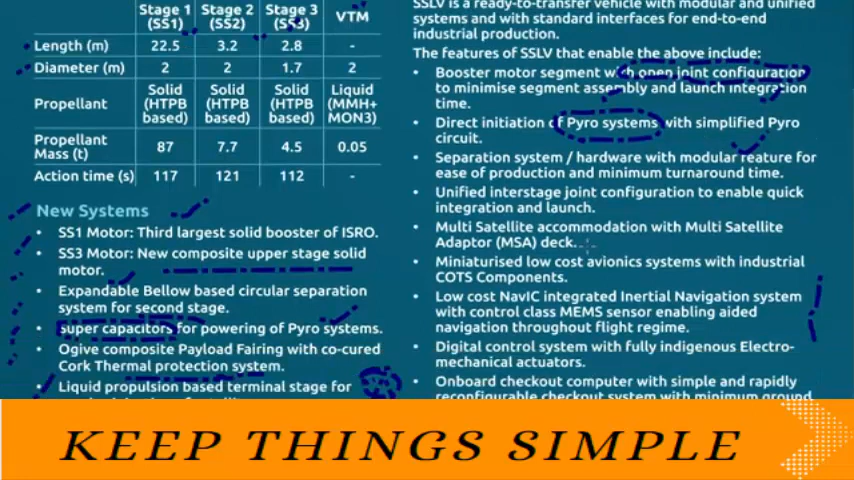 Stage 1 Stage 2 Stage 3 VTM
(SS1) (SS2) (SS3)
Length (m) 22.5 3.2 2.8 -
Diameter (m) 2 2 1.7 2
Propellant Solid (HTPB based) Solid (HTPB based) Solid (HTPB based) Liquid (MMH+ MON3)
Propellant Mass (t) 87 7.7 4.5 0.05
Action time (s) 117 121 112 -
New Systems
• SS1 Motor: Third largest solid booster of ISRO.
• SS3 Motor: New composite upper stage solid
motor.
• Expandable Bellow based circular separation
system for second stage.
• Super capacitors for powering of Pyro systems.
• Ogive composite Payload Fairing with co-cured
Cork Thermal protection system.
• Liquid propulsion based terminal stage for
SSLV is a ready-to-transfer vehicle with modular and unified
systems and with standard interfaces for end-to-end
industrial production.
The features of SSLV that enable the above include:
• Booster motor segment with open joint configuration
to minimise segment assembly and launch integration
time.
• Direct initiation of Pyro systems with simplified Pyro
circuit.
• Separation system / hardware with modular feature for
ease of production and minimum turnaround time.
• Unified interstage joint configuration to enable quick
integration and launch.
• Multi Satellite accommodation with Multi Satellite
Adaptor (MSA) deck.
• Miniaturised low cost avionics systems with industrial
COTS Components.
• Low cost NavIC integrated Inertial Navigation system
with control class MEMS sensor enabling aided
navigation throughout flight regime.
• Digital control system with fully indigenous Electro-
mechanical actuators.
• Onboard checkout computer with simple and rapidly
reconfigurable checkout system with minimum ground
KEEP THINGS SIMPLE